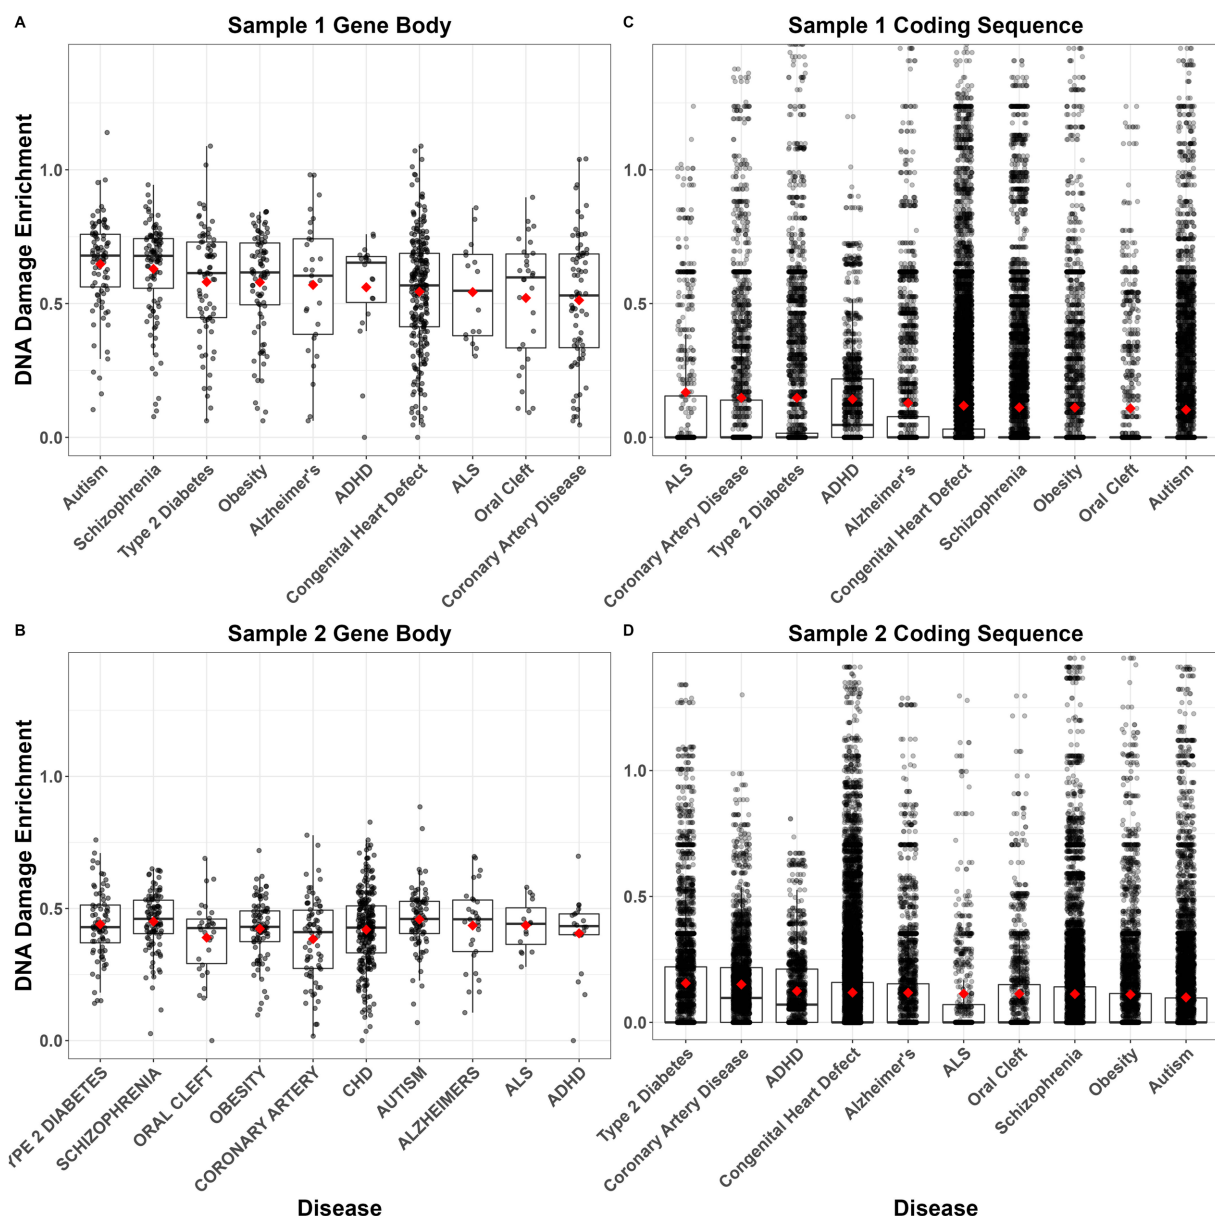 A
Sample 1 Gene Body
DNA Damage Enrichment
1.0
0.5
0.0
Autism
Schizophrenia
Type 2 Diabetes
Obesity
Alzheimer's
ADHD
Congenital Heart Defect
ALS
Oral Cleft
Coronary Artery Disease
C
Sample 1 Coding Sequence
1.0
0.5
0.0
ALS
Coronary Artery Disease
Type 2 Diabetes
ADHD
Alzheimer's
Congenital Heart Defect
Schizophrenia
Obesity
Oral Cleft
Autism
B
Sample 2 Gene Body
DNA Damage Enrichment
1.0
0.5
0.0
YPE 2 DIABETES
SCHIZOPHRENIA
ORAL CLEFT
OBESITY
CORONARY ARTERY
CHD
AUTISM
ALZHEIMERS
ALS
ADHD
Disease
D
Sample 2 Coding Sequence
1.0
0.5
0.0
Type 2 Diabetes
Coronary Artery Disease
ADHD
Congenital Heart Defect
Alzheimer's
ALS
Oral Cleft
Schizophrenia
Obesity
Autism
Disease